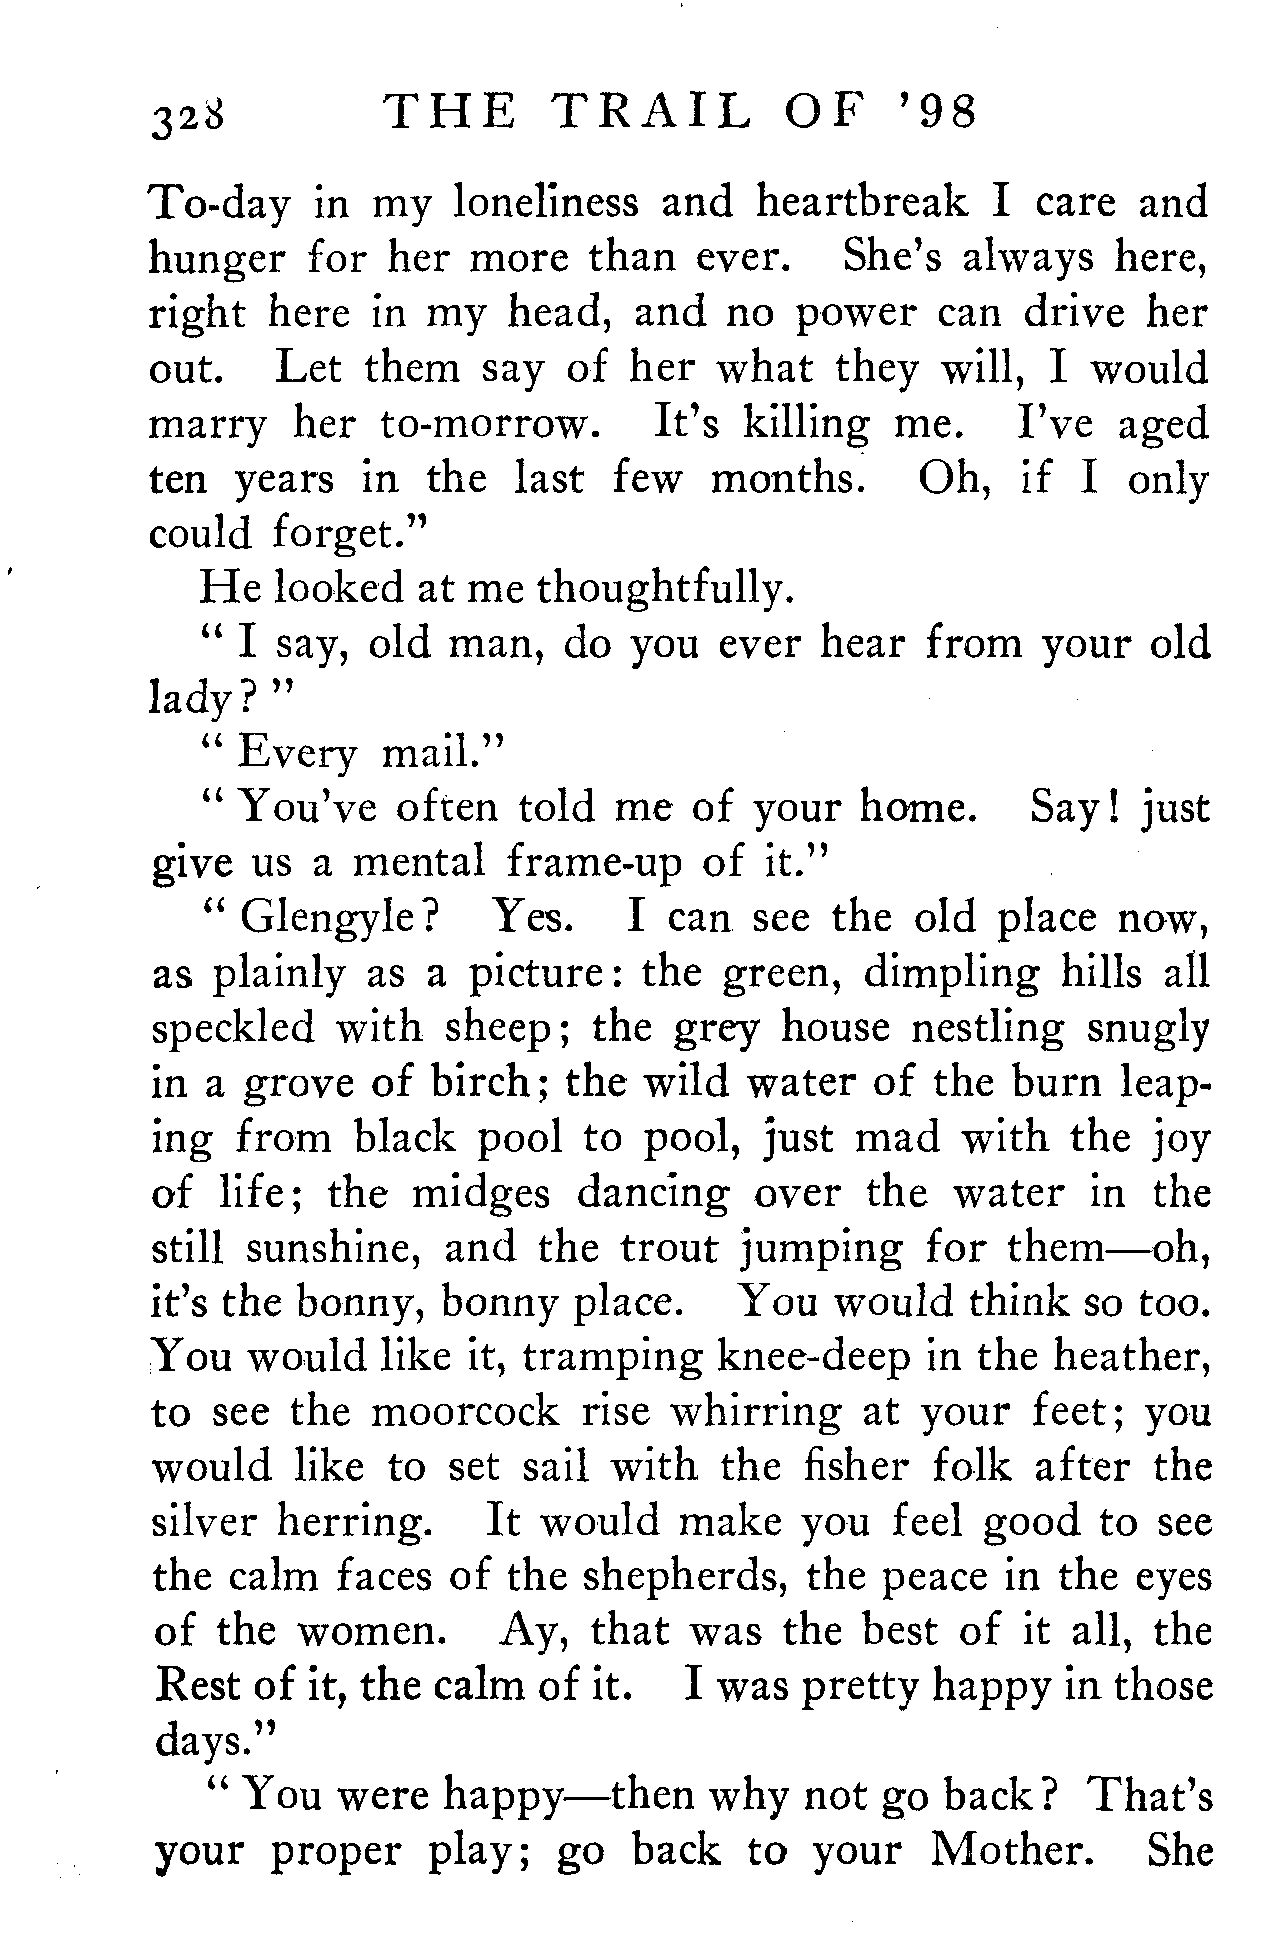 328 THE TRAIL OF '98
To-day in my loneliness and heartbreak I care and
hunger for her more than ever. She's always here,
right here in my head, and no power can drive her
out. Let them say of her what they will, I would
marry her to-morrow. It's killing me. I've aged
ten years in the last few months. Oh, if I only
could forget."
He looked at me thoughtfully.
" I say, old man, do you ever hear from your old
lady? "
" Every mail."
" You've often told me of your home. Say! just
give us a mental frame-up of it."
" Glengyle? Yes. I can see the old place now,
as plainly as a picture: the green, dimpling hills all
speckled with sheep; the grey house nestling snugly
in a grove of birch; the wild water of the burn leap-
ing from black pool to pool, just mad with the joy
of life; the midges dancing over the water in the
still sunshine, and the trout jumping for them—oh,
it's the bonny, bonny place. You would think so too.
You would like it, tramping knee-deep in the heather,
to see the moorcock rise whirring at your feet; you
would like to set sail with the fisher folk after the
silver herring. It would make you feel good to see
the calm faces of the shepherds, the peace in the eyes
of the women. Ay, that was the best of it all, the
Rest of it, the calm of it. I was pretty happy in those
days."
" You were happy—then why not go back? That's
your proper play; go back to your Mother. She